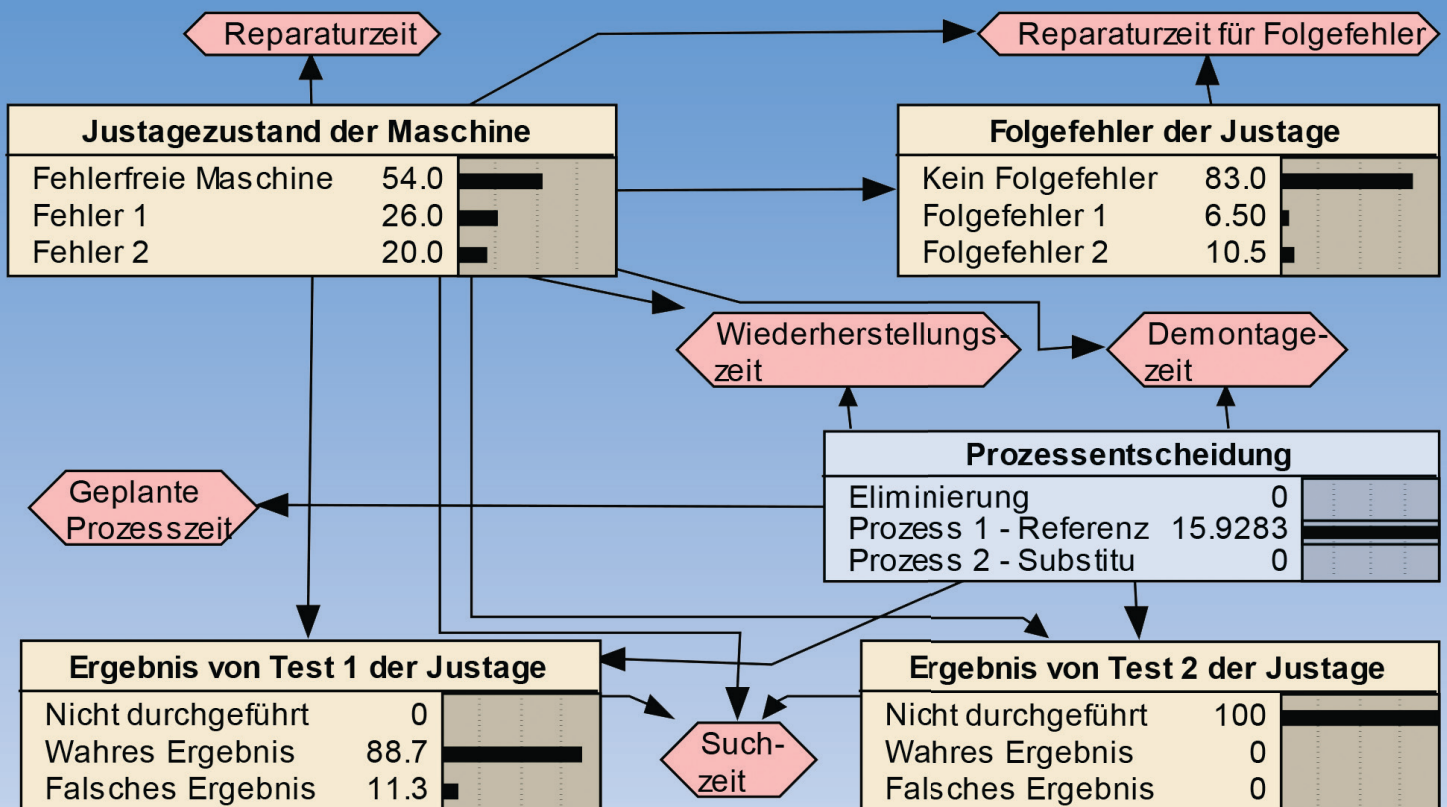 Reparaturzeit
Reparaturzeit für Folgefehler
Justagezustand der Maschine
Fehlerfreie Maschine 54.0
Fehler 1 26.0
Fehler 2 20.0
Folgefehler der Justage
Kein Folgefehler 83.0
Folgefehler 1 6.50
Folgefehler 2 10.5
Wiederherstellungs-
zeit
Demontage-
zeit
Prozessentscheidung
Eliminierung 0
Prozess 1 - Referenz 15.9283
Prozess 2 - Substitu 0
Geplante
Prozesszeit
Ergebnis von Test 1 der Justage
Nicht durchgeführt 0
Wahres Ergebnis 88.7
Falsches Ergebnis 11.3
Such-
zeit
Ergebnis von Test 2 der Justage
Nicht durchgeführt 100
Wahres Ergebnis 0
Falsches Ergebnis 0